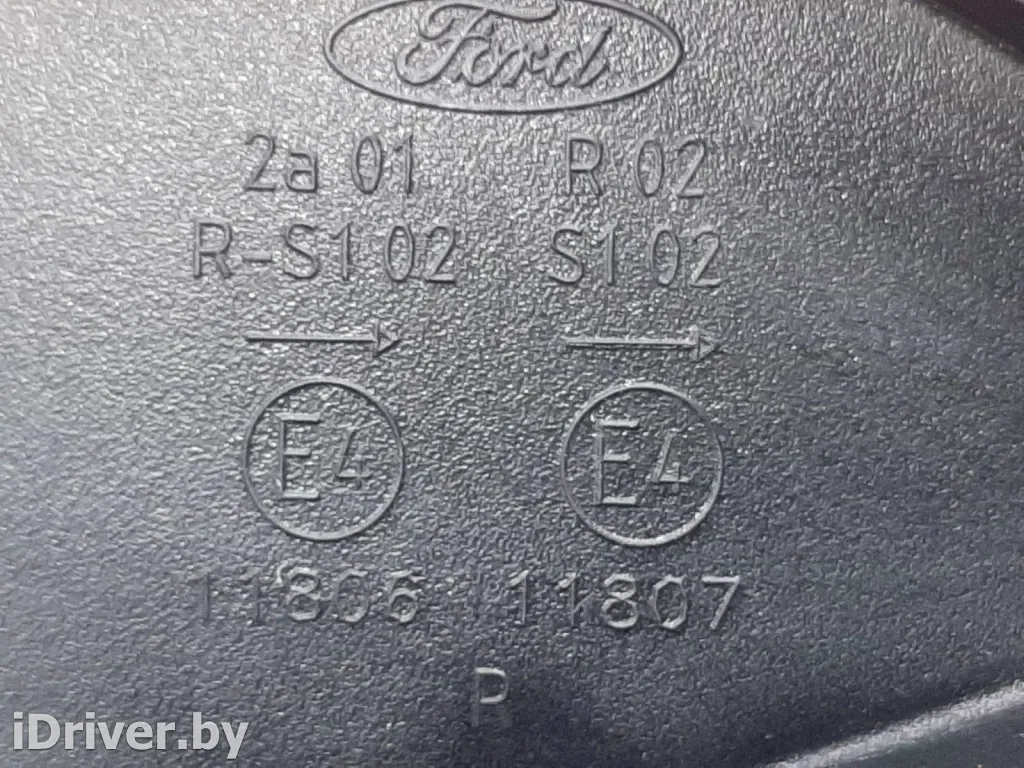 Ford
2a 01 R 02
R-S1 02 S1 02
E4 E4
11806 11807
R
iDriver.by